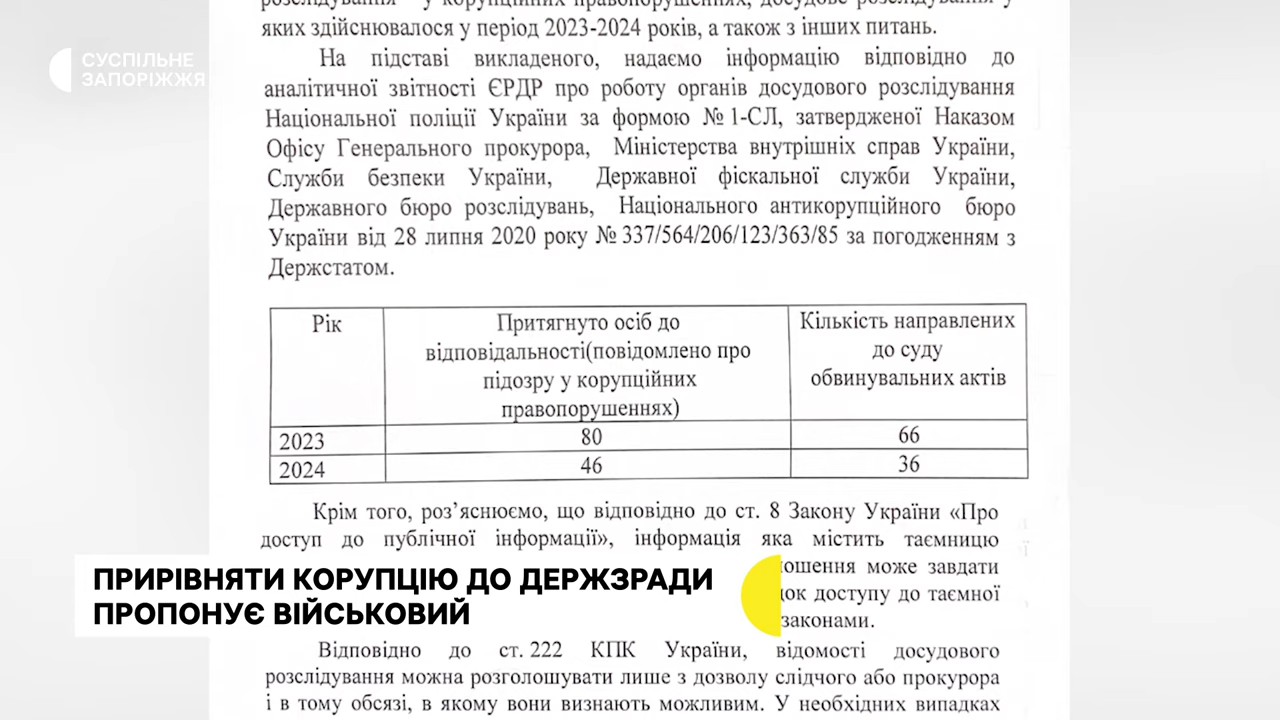 СУСПІЛЬНЕ
ЗАПОРІЖЖЯ
розслідування у корупційних правопорушеннях, досудове розслідування у
яких здійснювалося у період 2023-2024 років, а також з інших питань.
На підставі викладеного, надаємо інформацію відповідно до
аналітичної звітності ЄРДР про роботу органів досудового розслідування
Національної поліції України за формою № 1-СЛ, затвердженої Наказом
Офісу Генерального прокурора, Міністерства внутрішніх справ України,
Служби безпеки України, Державної фіскальної служби України,
Державного бюро розслідувань, Національного антикорупційного бюро
України від 28 липня 2020 року № 337/564/206/123/363/85 за погодженням з
Держстатом.
Рік
Притягнуто осіб до
відповідальності(повідомлено про
підозру у корупційних
правопорушеннях)
Кількість направлених
до суду
обвинувальних актів
2023 80 66
2024 46 36
Крім того, роз’яснюємо, що відповідно до ст. 8 Закону України «Про
доступ до публічної інформації», інформація яка містить таємницю
може завдати
доступу до таємної
законами.
ПРИРІВНЯТИ КОРУПЦІЮ ДО ДЕРЖЗРАДИ
ПРОПОНУЄ ВІЙСЬКОВИЙ
Відповідно до ст. 222 КПК України, відомості досудового
розслідування можна розголошувати лише з дозволу слідчого або прокурора
і в тому обсязі, в якому вони визнають можливим. У необхідних випадках